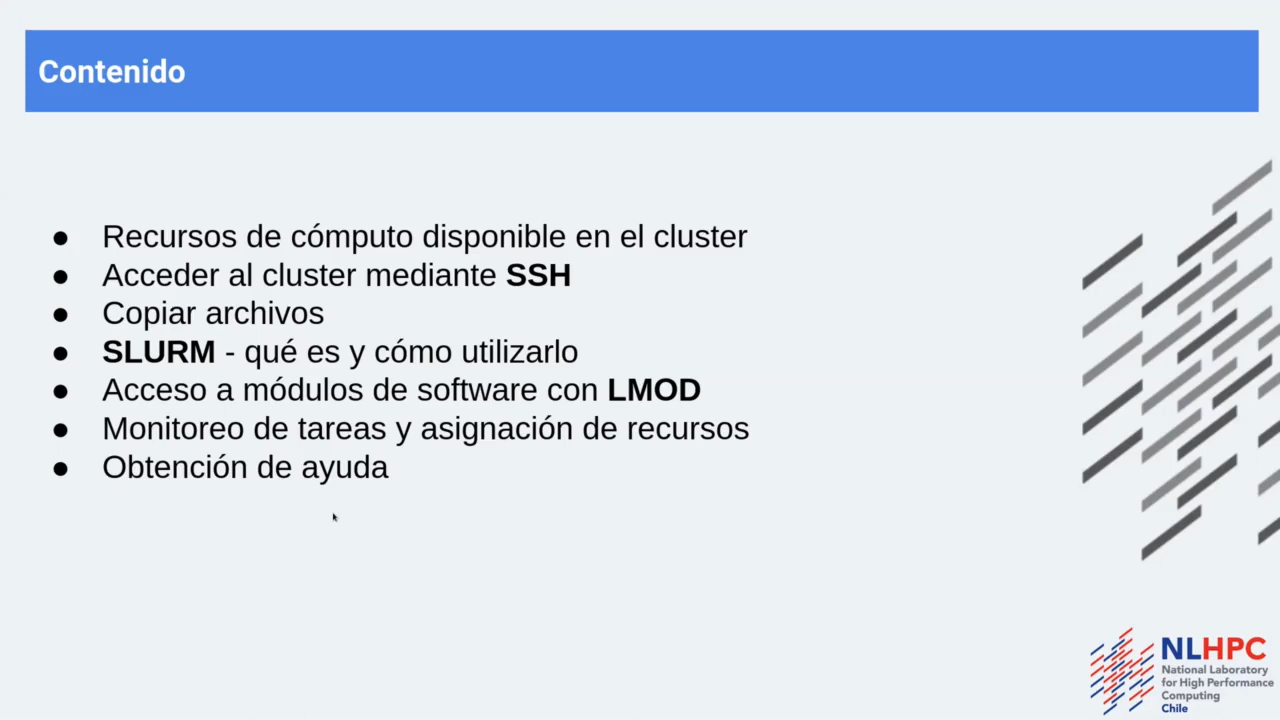 Contenido
● Recursos de cómputo disponible en el cluster
● Acceder al cluster mediante SSH
● Copiar archivos
● SLURM - qué es y cómo utilizarlo
● Acceso a módulos de software con LMOD
● Monitoreo de tareas y asignación de recursos
● Obtención de ayuda
NLHPC
National Laboratory
for High Performance
Computing
Chile